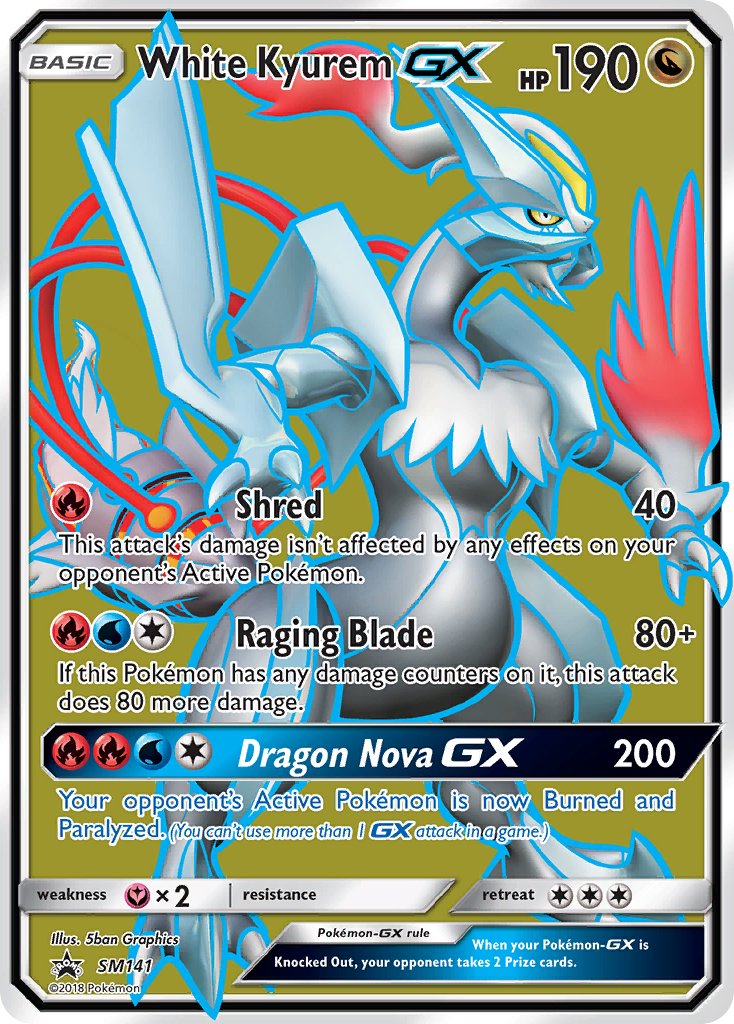 BASIC White Kyurem GX HP 190
Shred 40
This attack's damage isn't affected by any effects on your
opponent's Active Pokémon.
Raging Blade 80+
If this Pokémon has any damage counters on it, this attack
does 80 more damage.
Dragon Nova GX 200
Your opponent's Active Pokémon is now Burned and
Paralyzed. (You can't use more than 1 GX attack in a game.)
weakness ×2 resistance retreat
Illus. 5ban Graphics
SM141
©2018 Pokémon
Pokémon-GX rule
When your Pokémon-GX is
Knocked Out, your opponent takes 2 Prize cards.